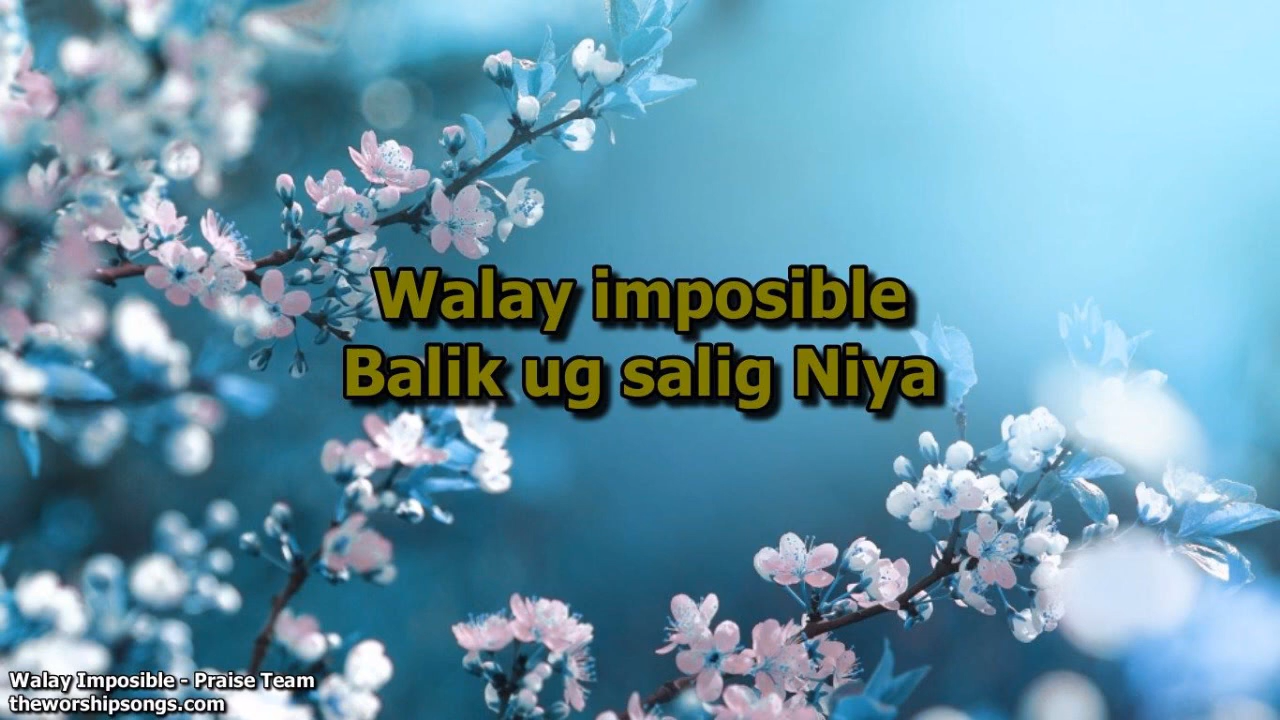 Walay imposible
Balik ug salig Niya
Walay Imposible - Praise Team
theworshipsongs.com